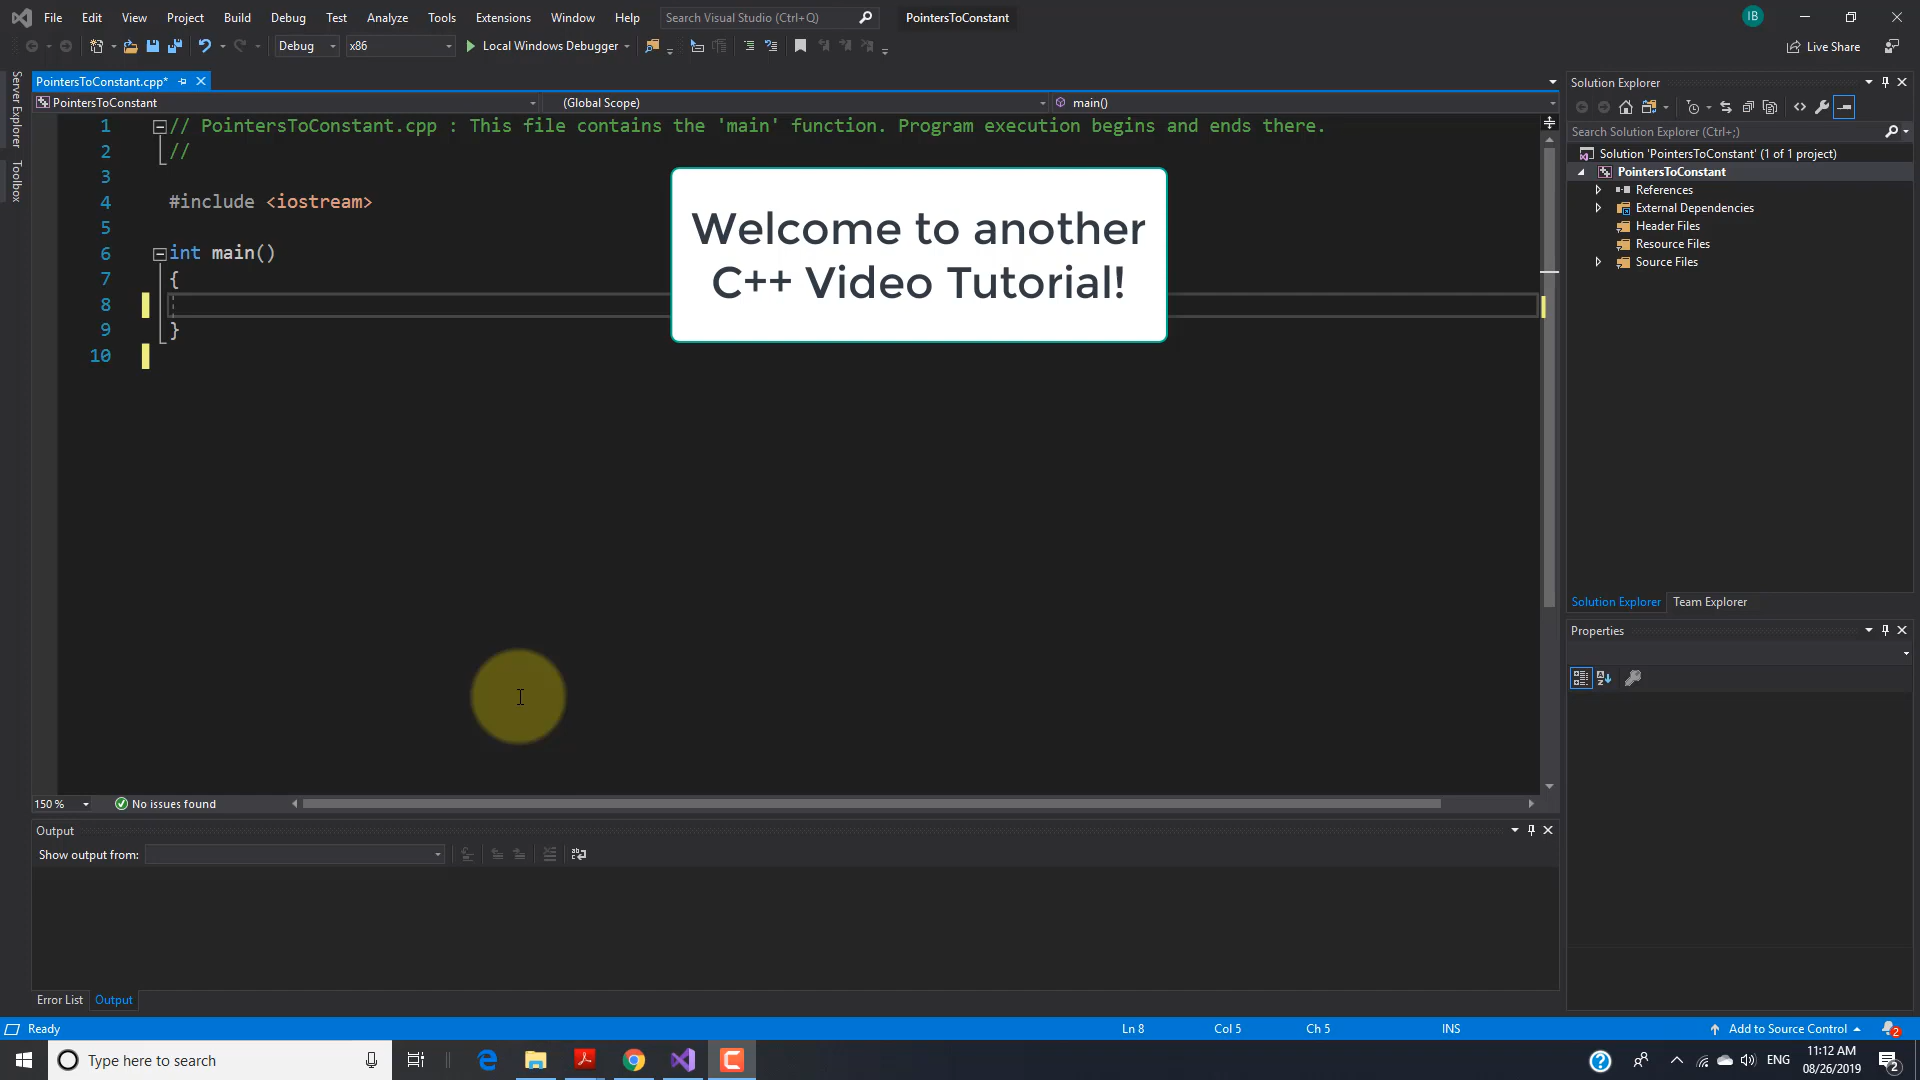 File Edit View Project Build Debug Test Analyze Tools Extensions Window Help Search Visual Studio (Ctrl+Q) PointersToConstant IB
Debug x86 Local Windows Debugger Live Share
Server Explorer
Toolbox
PointersToConstant.cpp*
PointersToConstant (Global Scope) main()
1 // PointersToConstant.cpp : This file contains the 'main' function. Program execution begins and ends there.
2 //
3
4 #include <iostream>
5
6 int main()
7 {
8
9 }
10
Welcome to another
C++ Video Tutorial!
150 % No issues found
Output
Show output from:
Error List Output
Solution Explorer
Search Solution Explorer (Ctrl+;)
Solution 'PointersToConstant' (1 of 1 project)
PointersToConstant
References
External Dependencies
Header Files
Resource Files
Source Files
Solution Explorer Team Explorer
Properties
Ready Ln 8 Col 5 Ch 5 INS Add to Source Control 2
Type here to search ENG 11:12 AM
08/26/2019 2